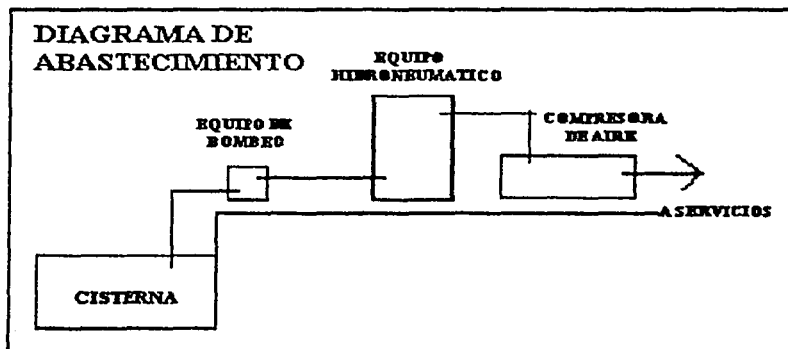 DIAGRAMA DE
ABASTECIMIENTO
EQUIPO
HIDRONEUMATICO
EQUIPO DE
BOMBEO
COMPRESORA
DE AIRE
A SERVICIOS
CISTERNA